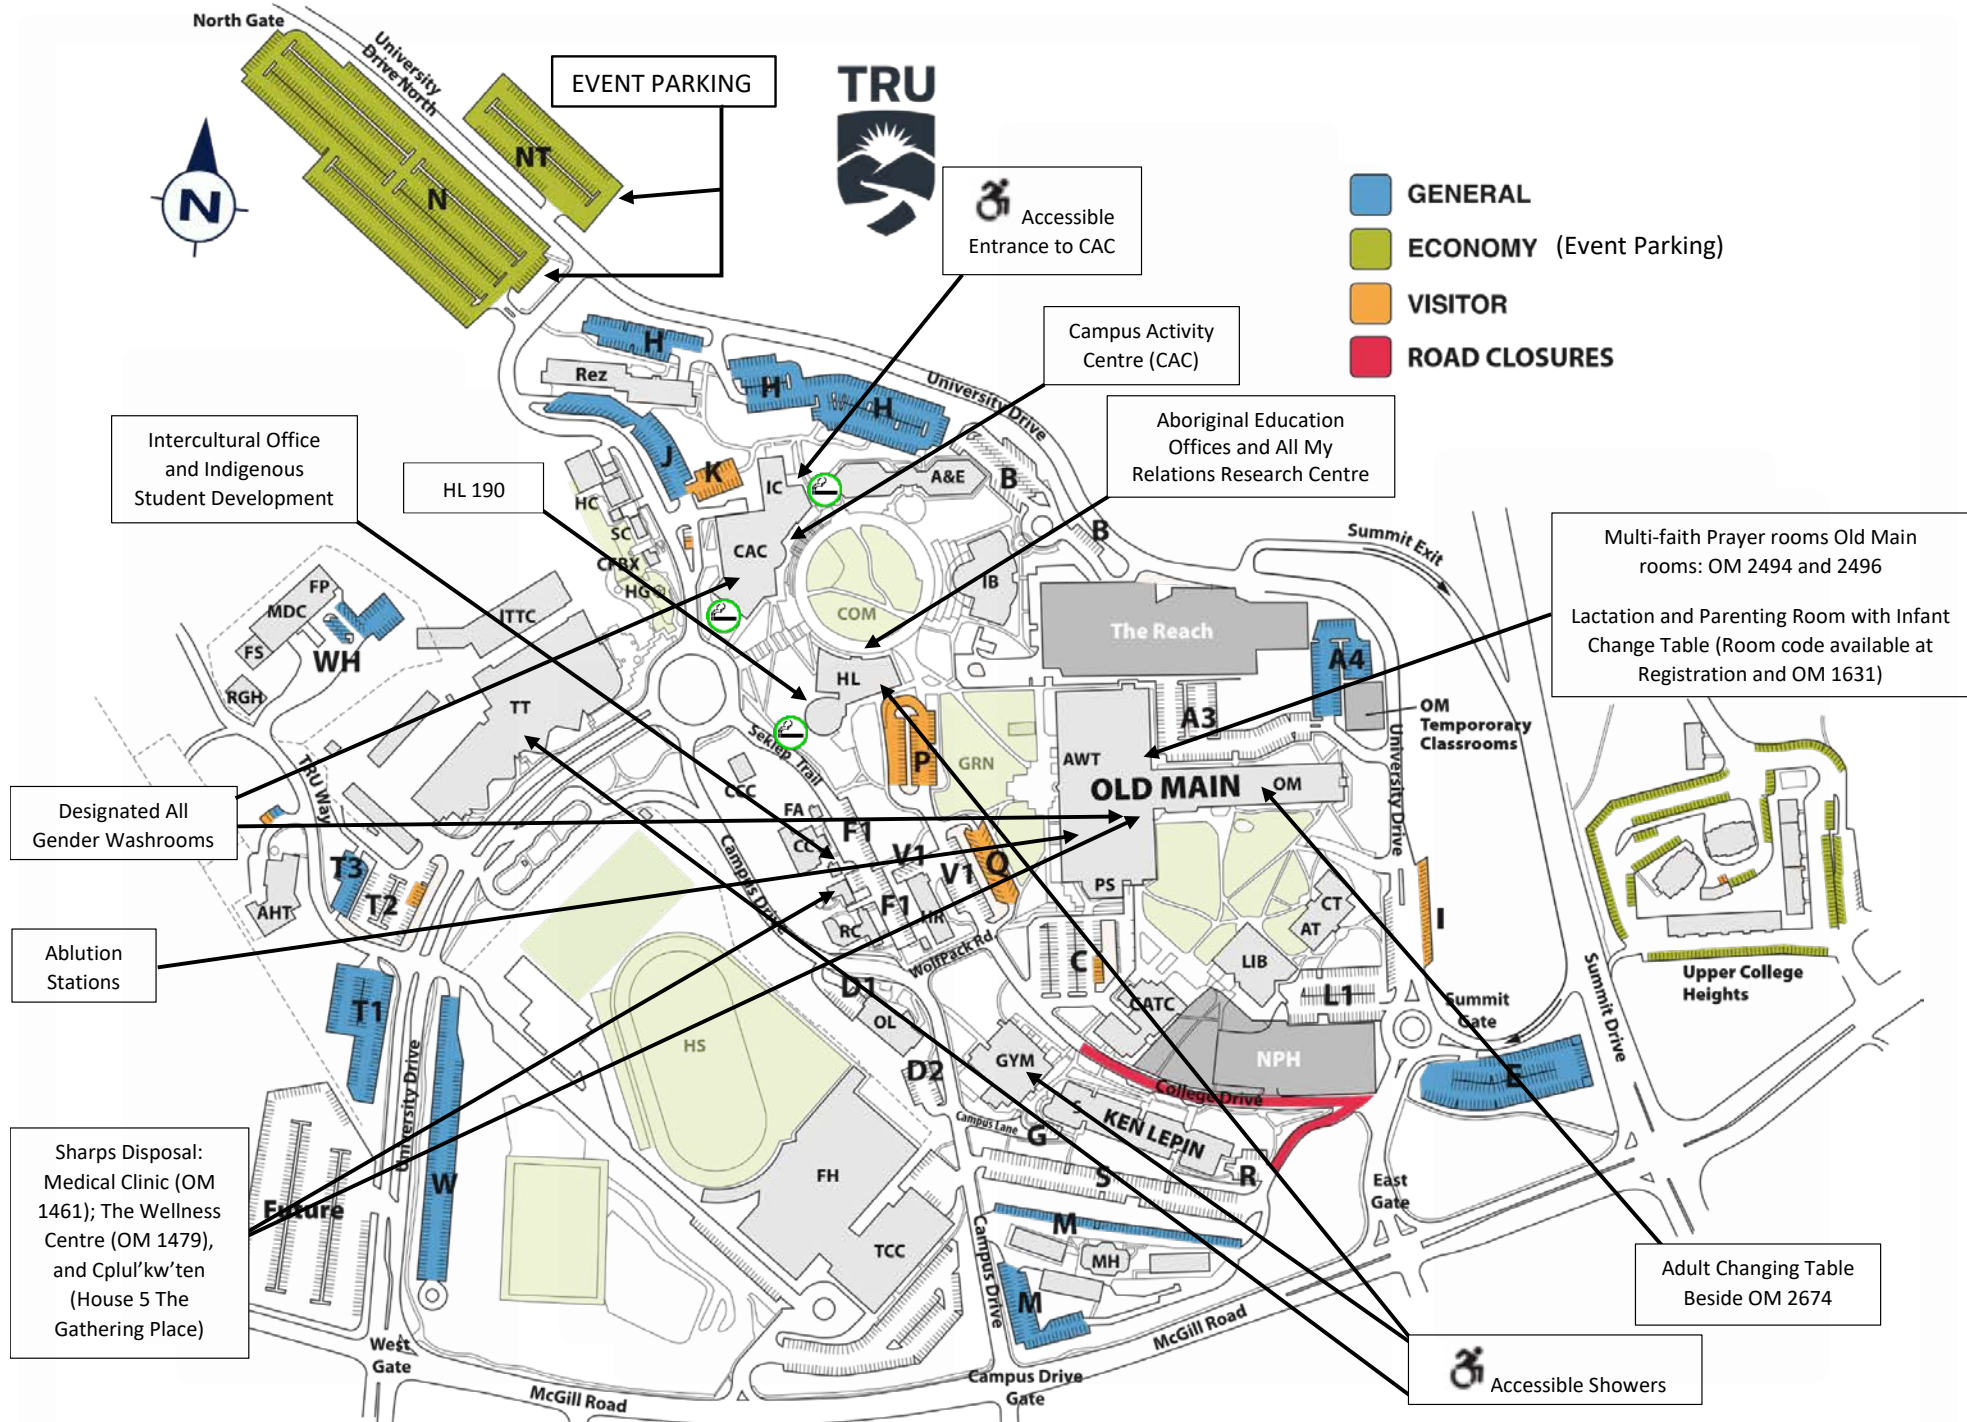 North Gate
University
Drive North
EVENT PARKING
TRU
NT
N
N
Accessible
Entrance to CAC
GENERAL
ECONOMY (Event Parking)
VISITOR
ROAD CLOSURES
Campus Activity
Centre (CAC)
H
Rez
H
H
University Drive
Aboriginal Education
Offices and All My
Relations Research Centre
Intercultural Office
and Indigenous
Student Development
HL 190
J
K
IC
A&E
B
B
HC
SC
CFBX
HG
CAC
COM
IB
Summit Exit
Multi-faith Prayer rooms Old Main
rooms: OM 2494 and 2496
Lactation and Parenting Room with Infant
Change Table (Room code available at
Registration and OM 1631)
FP
MDC
FS
WH
RGH
ITTC
TT
The Reach
A4
HL
A3
OM
Tempororary
Classrooms
Seklep Trail
P
GRN
AWT
OLD MAIN
OM
University Drive
TRU Way
CCC
FA
CC
F1
V1
V1
Q
Designated All
Gender Washrooms
T3
T2
AHT
Campus Drive
F1
HR
RC
WolfPack Rd.
PS
CT
AT
I
LIB
C
L1
Upper College
Heights
Summit Drive
Ablution
Stations
T1
D1
OL
CATC
Summit
Gate
HS
GYM
NPH
E
D2
College Drive
S
KEN LEPIN
Campus Lane
G
University Drive
W
Future
FH
S
R
East
Gate
Sharps Disposal:
Medical Clinic (OM
1461); The Wellness
Centre (OM 1479),
and Cplul’kw’ten
(House 5 The
Gathering Place)
TCC
M
MH
M
Campus Drive
McGill Road
Adult Changing Table
Beside OM 2674
West
Gate
McGill Road
Campus Drive
Gate
Accessible Showers